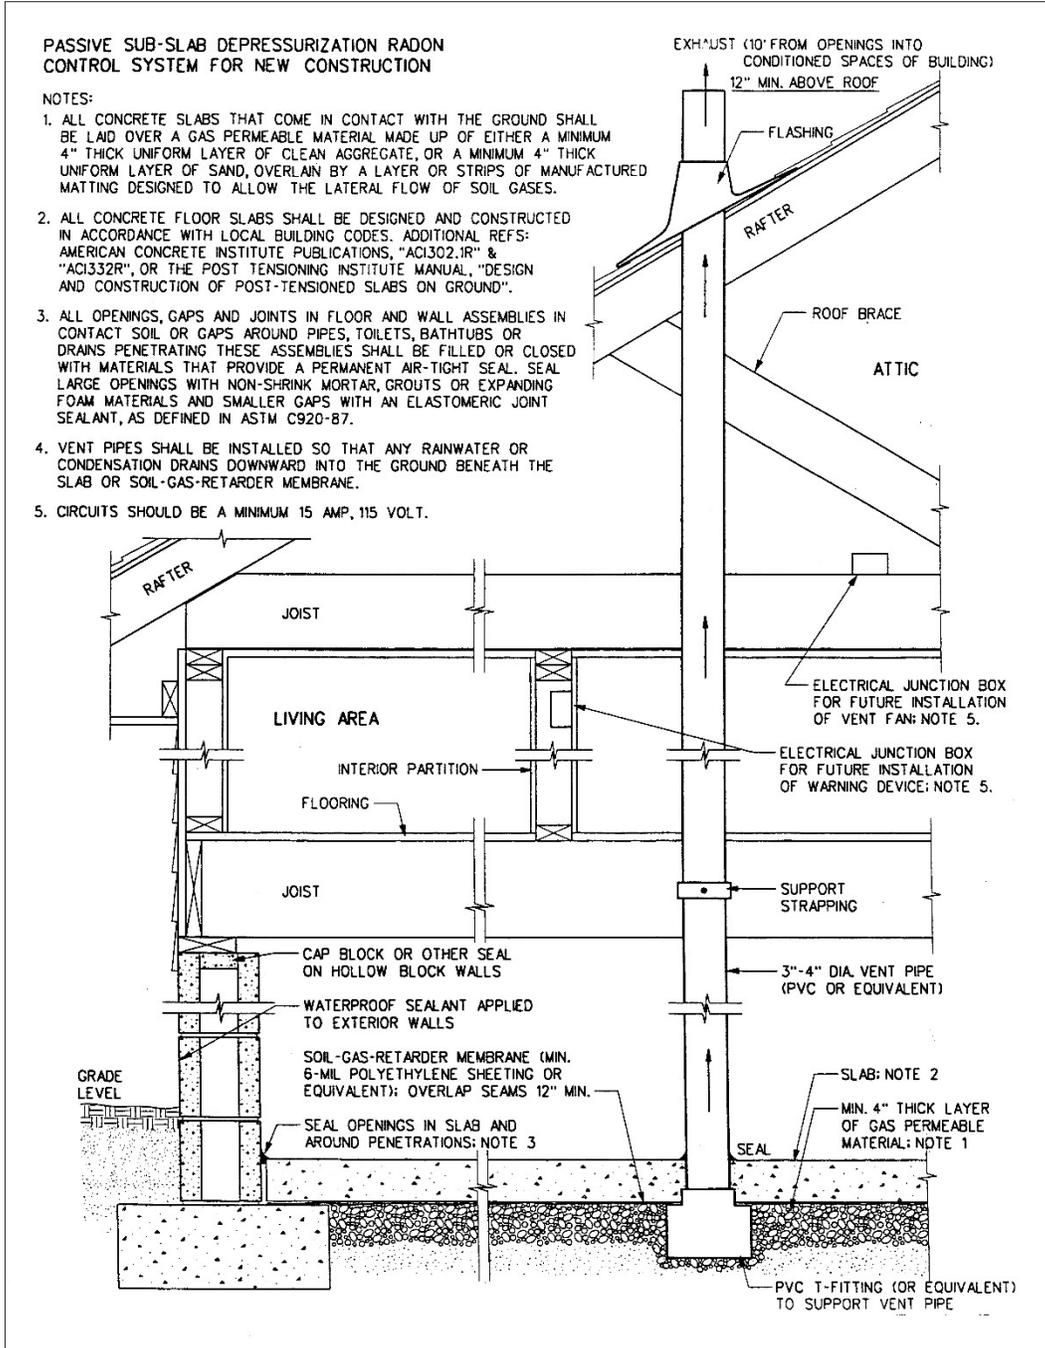 PASSIVE SUB-SLAB DEPRESSURIZATION RADON
CONTROL SYSTEM FOR NEW CONSTRUCTION
NOTES:
1. ALL CONCRETE SLABS THAT COME IN CONTACT WITH THE GROUND SHALL
BE LAID OVER A GAS PERMEABLE MATERIAL MADE UP OF EITHER A MINIMUM
4" THICK UNIFORM LAYER OF CLEAN AGGREGATE, OR A MINIMUM 4" THICK
UNIFORM LAYER OF SAND, OVERLAIN BY A LAYER OR STRIPS OF MANUFACTURED
MATTING DESIGNED TO ALLOW THE LATERAL FLOW OF SOIL GASES.
2. ALL CONCRETE FLOOR SLABS SHALL BE DESIGNED AND CONSTRUCTED
IN ACCORDANCE WITH LOCAL BUILDING CODES. ADDITIONAL REFS:
AMERICAN CONCRETE INSTITUTE PUBLICATIONS, "ACI302.1R" &
"ACI332R", OR THE POST TENSIONING INSTITUTE MANUAL, "DESIGN
AND CONSTRUCTION OF POST-TENSIONED SLABS ON GROUND".
3. ALL OPENINGS, GAPS AND JOINTS IN FLOOR AND WALL ASSEMBLIES IN
CONTACT SOIL OR GAPS AROUND PIPES, TOILETS, BATHTUBS OR
DRAINS PENETRATING THESE ASSEMBLIES SHALL BE FILLED OR CLOSED
WITH MATERIALS THAT PROVIDE A PERMANENT AIR-TIGHT SEAL. SEAL
LARGE OPENINGS WITH NON-SHRINK MORTAR, GROUTS OR EXPANDING
FOAM MATERIALS AND SMALLER GAPS WITH AN ELASTOMERIC JOINT
SEALANT, AS DEFINED IN ASTM C920-87.
4. VENT PIPES SHALL BE INSTALLED SO THAT ANY RAINWATER OR
CONDENSATION DRAINS DOWNWARD INTO THE GROUND BENEATH THE
SLAB OR SOIL-GAS-RETARDER MEMBRANE.
5. CIRCUITS SHOULD BE A MINIMUM 15 AMP, 115 VOLT.
EXHAUST (10' FROM OPENINGS INTO
CONDITIONED SPACES OF BUILDING)
12" MIN. ABOVE ROOF
FLASHING
RAFTER
ROOF BRACE
ATTIC
RAFTER
JOIST
LIVING AREA
INTERIOR PARTITION
FLOORING
ELECTRICAL JUNCTION BOX
FOR FUTURE INSTALLATION
OF VENT FAN; NOTE 5.
ELECTRICAL JUNCTION BOX
FOR FUTURE INSTALLATION
OF WARNING DEVICE; NOTE 5.
JOIST
SUPPORT
STRAPPING
CAP BLOCK OR OTHER SEAL
ON HOLLOW BLOCK WALLS
3"-4" DIA. VENT PIPE
(PVC OR EQUIVALENT)
WATERPROOF SEALANT APPLIED
TO EXTERIOR WALLS
SOIL-GAS-RETARDER MEMBRANE (MIN.
6-MIL POLYETHYLENE SHEETING OR
EQUIVALENT); OVERLAP SEAMS 12" MIN.
GRADE
LEVEL
SLAB; NOTE 2
MIN. 4" THICK LAYER
OF GAS PERMEABLE
MATERIAL; NOTE 1
SEAL OPENINGS IN SLAB AND
AROUND PENETRATIONS; NOTE 3
SEAL
PVC T-FITTING (OR EQUIVALENT)
TO SUPPORT VENT PIPE